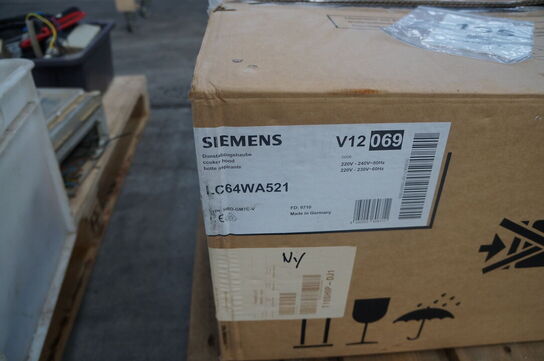 SIEMENS
V12 069
Dunstabzugshaube
cooker hood
hotte aspirante
220V - 240V~50Hz
220V - 230V~60Hz
LC64WA521
FD: 9710
Made in Germany
NY